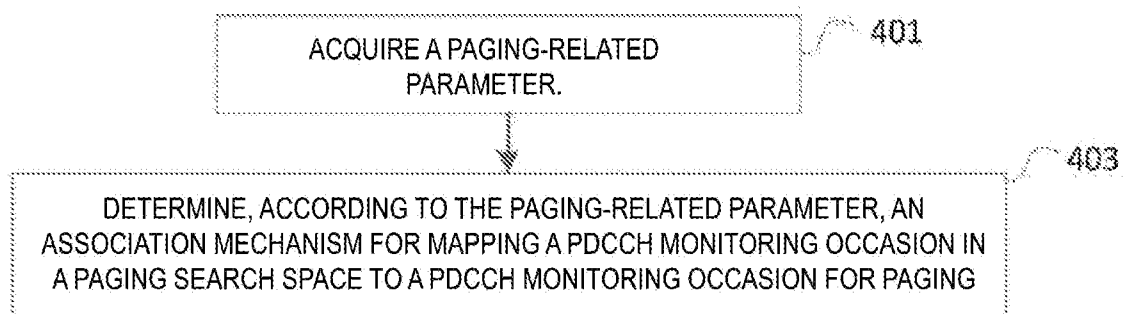 ACQUIRE A PAGING-RELATED
PARAMETER.
401
DETERMINE, ACCORDING TO THE PAGING-RELATED PARAMETER, AN
ASSOCIATION MECHANISM FOR MAPPING A PDCCH MONITORING OCCASION IN
A PAGING SEARCH SPACE TO A PDCCH MONITORING OCCASION FOR PAGING
403